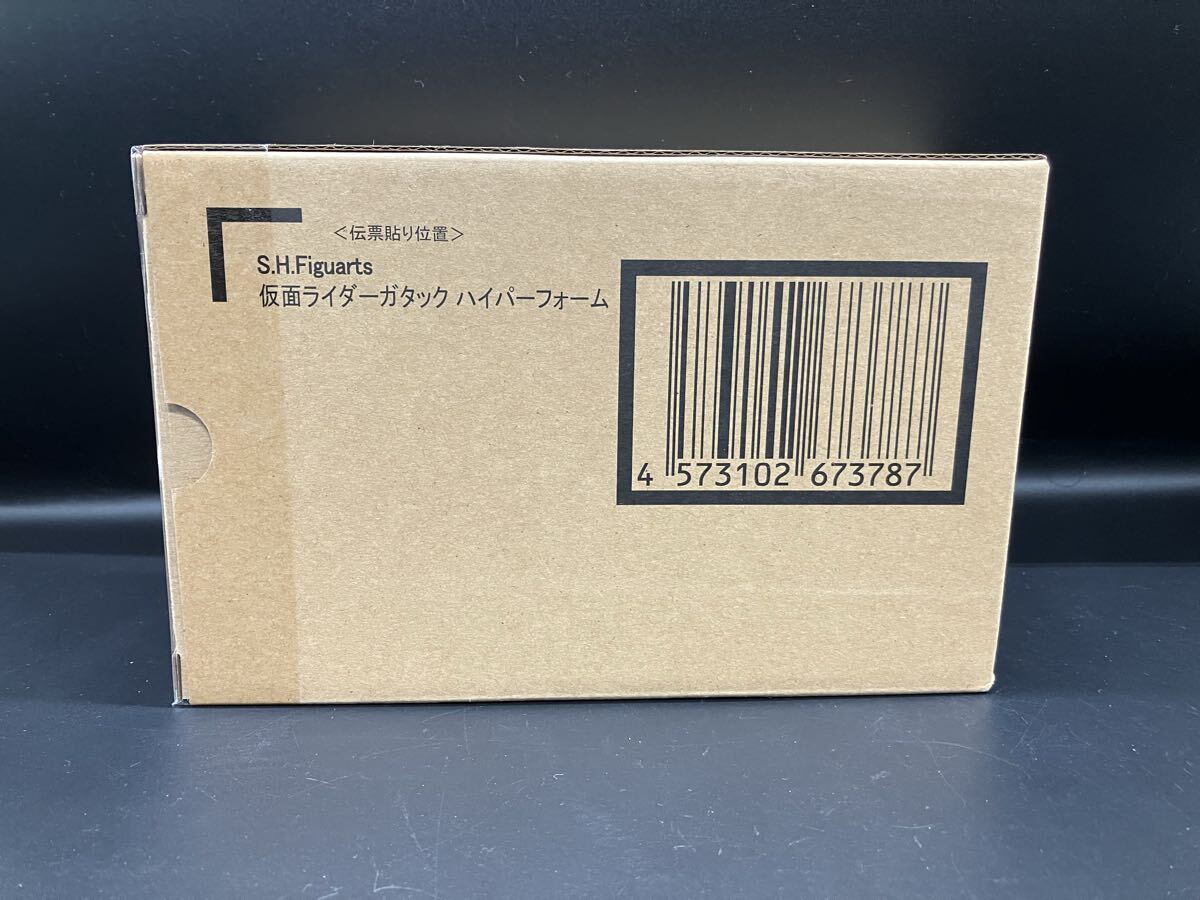 ＜伝票貼り位置＞
S.H.Figuarts
仮面ライダーガタック ハイパーフォーム
4 573102 673787